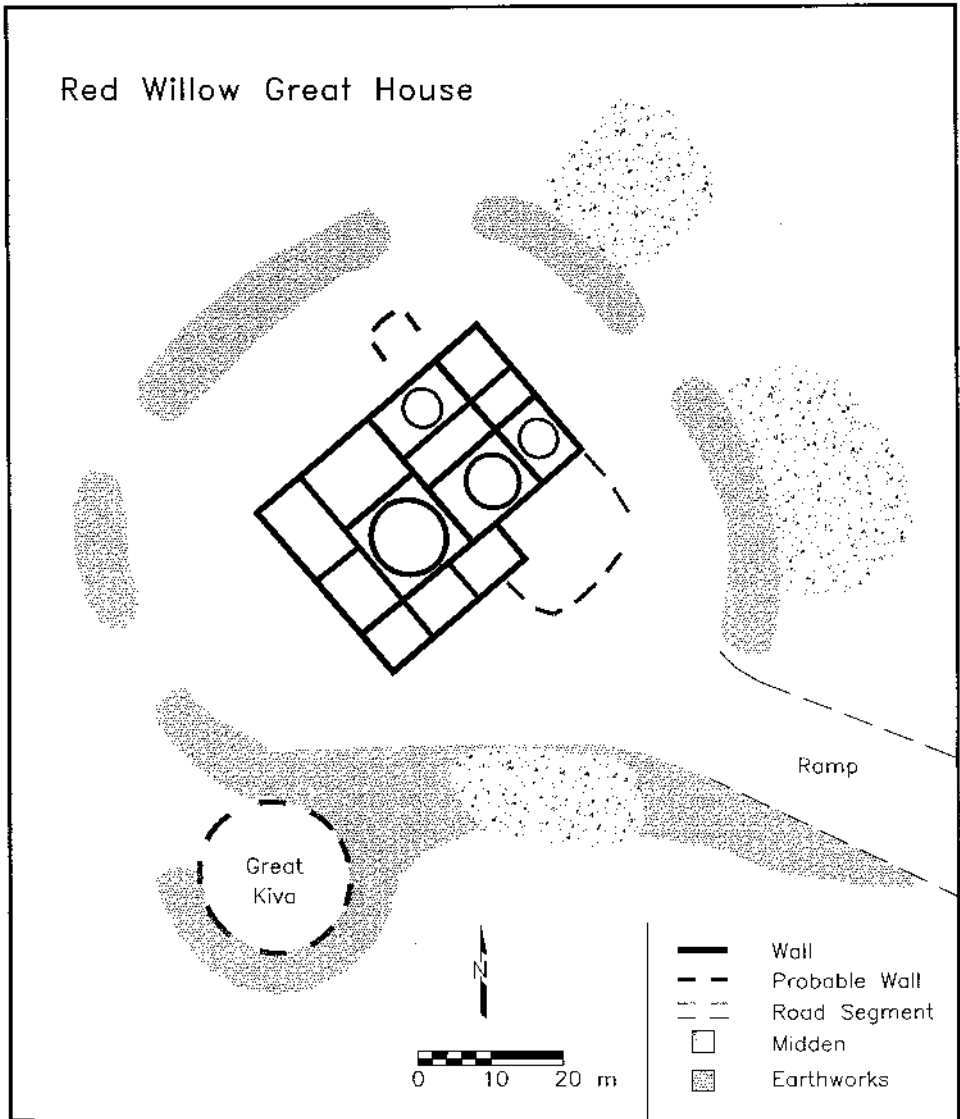 Red Willow Great House
Ramp
Great
Kiva
N
0 10 20 m
Wall
Probable Wall
Road Segment
Midden
Earthworks